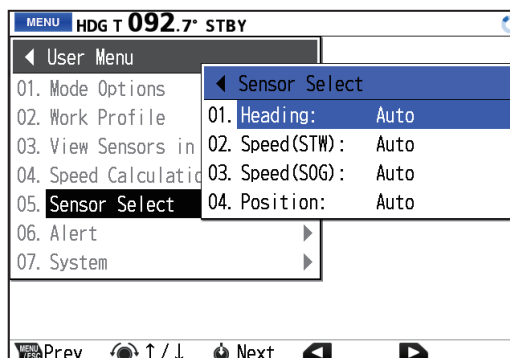 MENU HDG T 092.7° STBY
User Menu
01. Mode Options
02. Work Profile
03. View Sensors in
04. Speed Calculatio
05. Sensor Select
06. Alert
07. System
Sensor Select
01. Heading: Auto
02. Speed(STW): Auto
03. Speed(SOG): Auto
04. Position: Auto
MENU/ESC Prev ↑/↓ Next